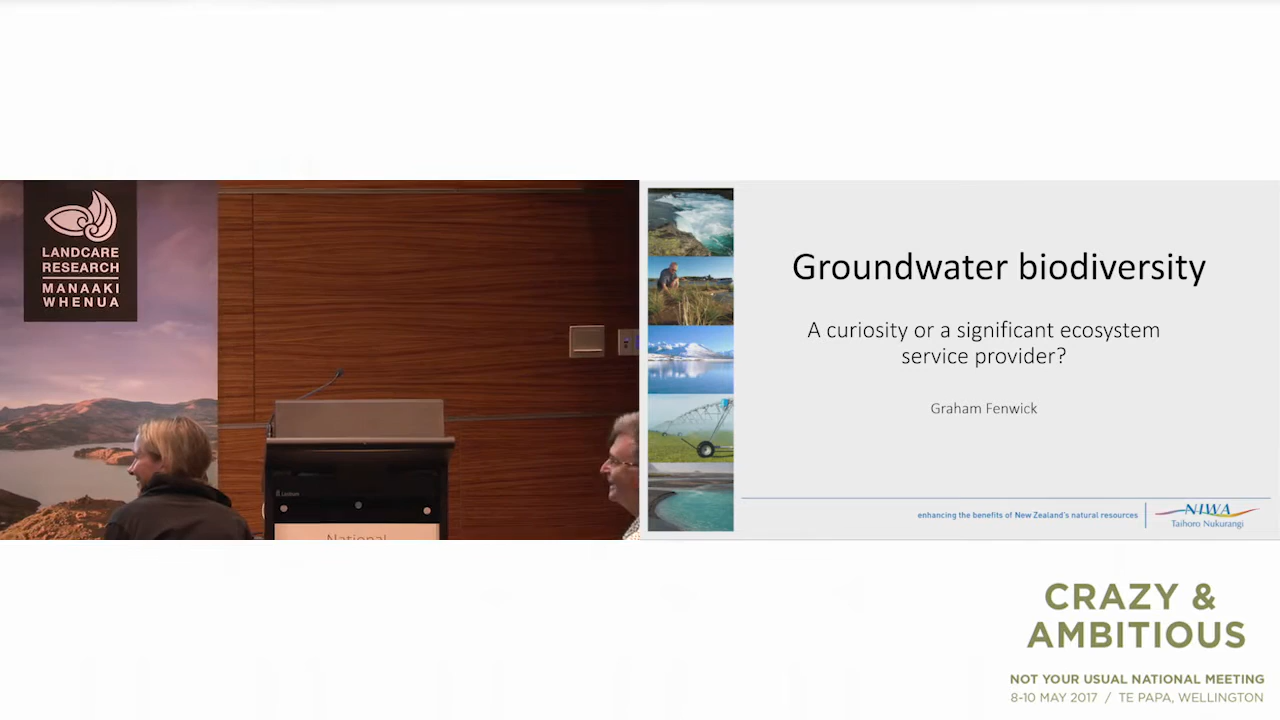 LANDCARE
RESEARCH
MANAAKI
WHENUA
National
Groundwater biodiversity
A curiosity or a significant ecosystem
service provider?
Graham Fenwick
enhancing the benefits of New Zealand's natural resources
NIWA
Taihoro Nukurangi
CRAZY &
AMBITIOUS
NOT YOUR USUAL NATIONAL MEETING
8-10 MAY 2017 / TE PAPA, WELLINGTON